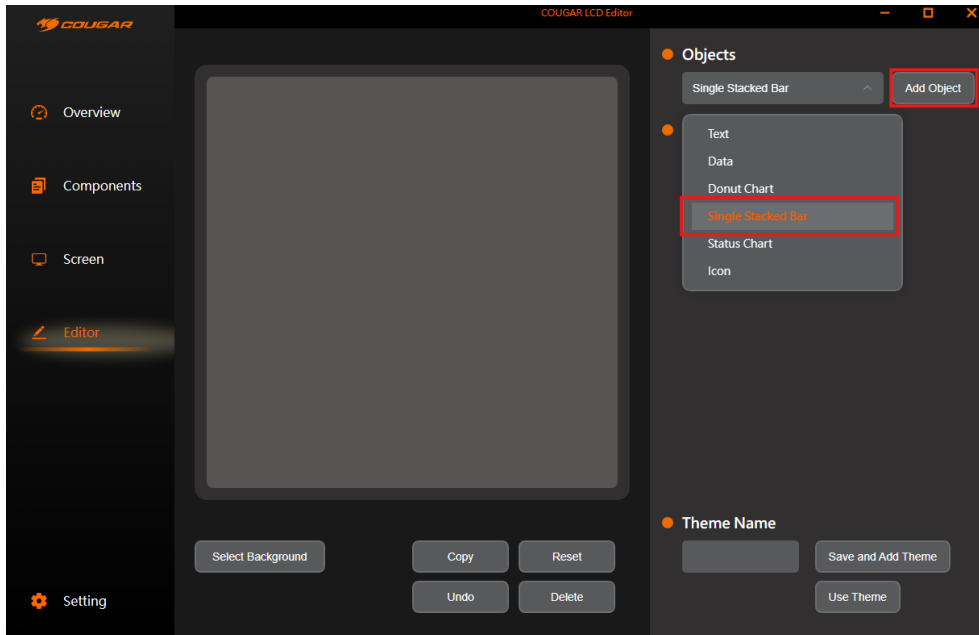 COUGAR
COUGAR LCD Editor
Overview
Components
Screen
Editor
Setting
Objects
Single Stacked Bar
Add Object
Text
Data
Donut Chart
Single Stacked Bar
Status Chart
Icon
Select Background
Copy
Reset
Undo
Delete
Theme Name
Save and Add Theme
Use Theme